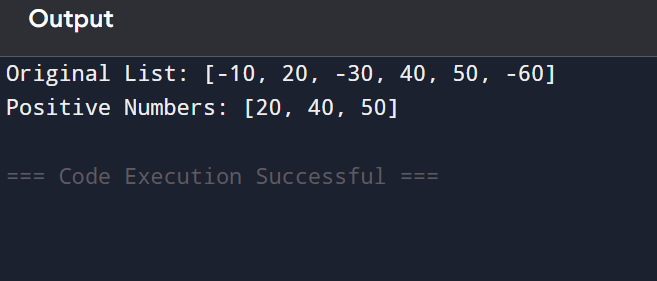 Output
Original List: [-10, 20, -30, 40, 50, -60]
Positive Numbers: [20, 40, 50]
=== Code Execution Successful ===